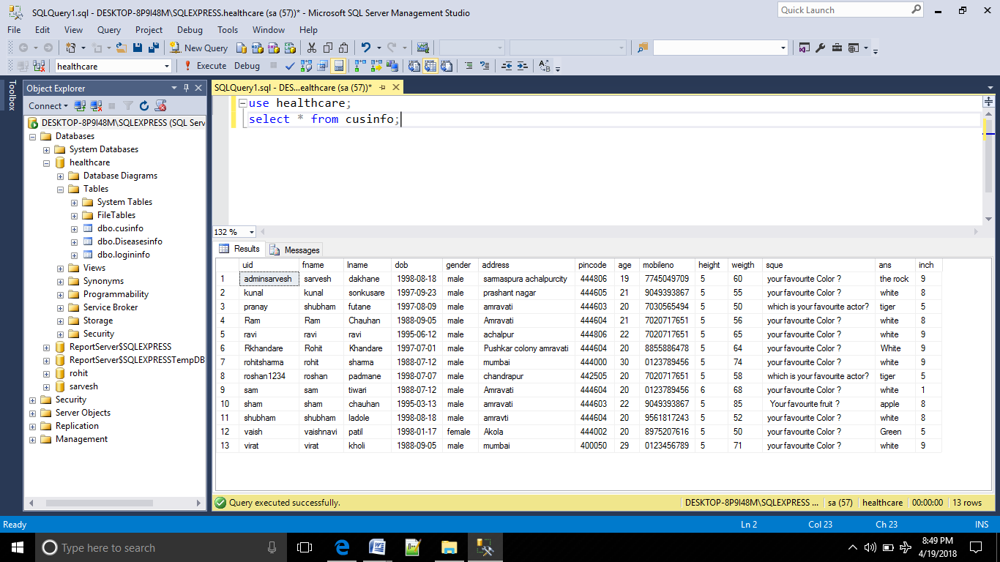 SQLQuery1.sql - DESKTOP-8P9I48M\SQLEXPRESS.healthcare (sa (57))* - Microsoft SQL Server Management Studio
Quick Launch
File Edit View Query Project Debug Tools Window Help
New Query
healthcare
Execute Debug
Toolbox
Object Explorer
Connect
DESKTOP-8P9I48M\SQLEXPRESS (SQL Serv
Databases
System Databases
healthcare
Database Diagrams
Tables
System Tables
FileTables
dbo.cusinfo
dbo.Diseasesinfo
dbo.logininfo
Views
Synonyms
Programmability
Service Broker
Storage
Security
ReportServer$SQLEXPRESS
ReportServer$SQLEXPRESSTempDB
rohit
sarvesh
Security
Server Objects
Replication
Management
SQLQuery1.sql - DES...ealthcare (sa (57))*
use healthcare;
select * from cusinfo;
132 %
Results Messages
uid fname lname dob gender address pincode age mobileno height weigth sque ans inch
1 adminsarvesh sarvesh dakhane 1998-08-18 male samaspura achalpurcity 444806 19 7745049709 5 60 your favourite Color ? the rock 9
2 kunal kunal sonkusare 1997-09-23 male prashant nagar 444605 21 9049393867 5 55 your favourite Color ? white 8
3 pranay shubham futane 1997-08-09 male amravati 444603 20 7030565494 5 50 which is your favourite actor? tiger 5
4 Ram Ram Chauhan 1988-09-05 male Amravati 444604 21 7020717651 5 56 your favourite Color ? white 8
5 ravi ravi ravi 1995-06-12 male achalpur 444806 22 7020717651 5 65 your favourite Color ? white 9
6 Rkhandare Rohit Khandare 1997-07-01 male Pushkar colony amravati 444604 20 8855886478 5 64 your favourite Color ? White 9
7 rohitsharma rohit sharma 1988-07-12 male mumbai 444000 30 0123789456 5 74 your favourite Color ? white 9
8 roshan1234 roshan padmane 1998-07-07 male chandrapur 442505 20 7020717651 5 58 which is your favourite actor? tiger 5
9 sam sam tiwari 1988-07-12 male Amravati 444604 20 0123789456 6 68 your favourite Color ? white 1
10 sham sham chauhan 1995-03-13 male amravati 444603 22 9049393867 5 85 Your favourite fruit ? apple 8
11 shubham shubham ladole 1998-08-18 male amravti 444604 20 9561817243 5 52 your favourite Color ? white 8
12 vaish vaishnavi patil 1998-01-17 female Akola 444002 20 8975207616 5 50 your favourite Color ? Green 5
13 virat virat kholi 1988-09-05 male mumbai 400050 29 0123456789 5 71 your favourite Color ? white 9
Query executed successfully. DESKTOP-8P9I48M\SQLEXPRESS ... sa (57) healthcare 00:00:00 13 rows
Ready Ln 2 Col 23 Ch 23 INS
Type here to search
8:49 PM
4/19/2018